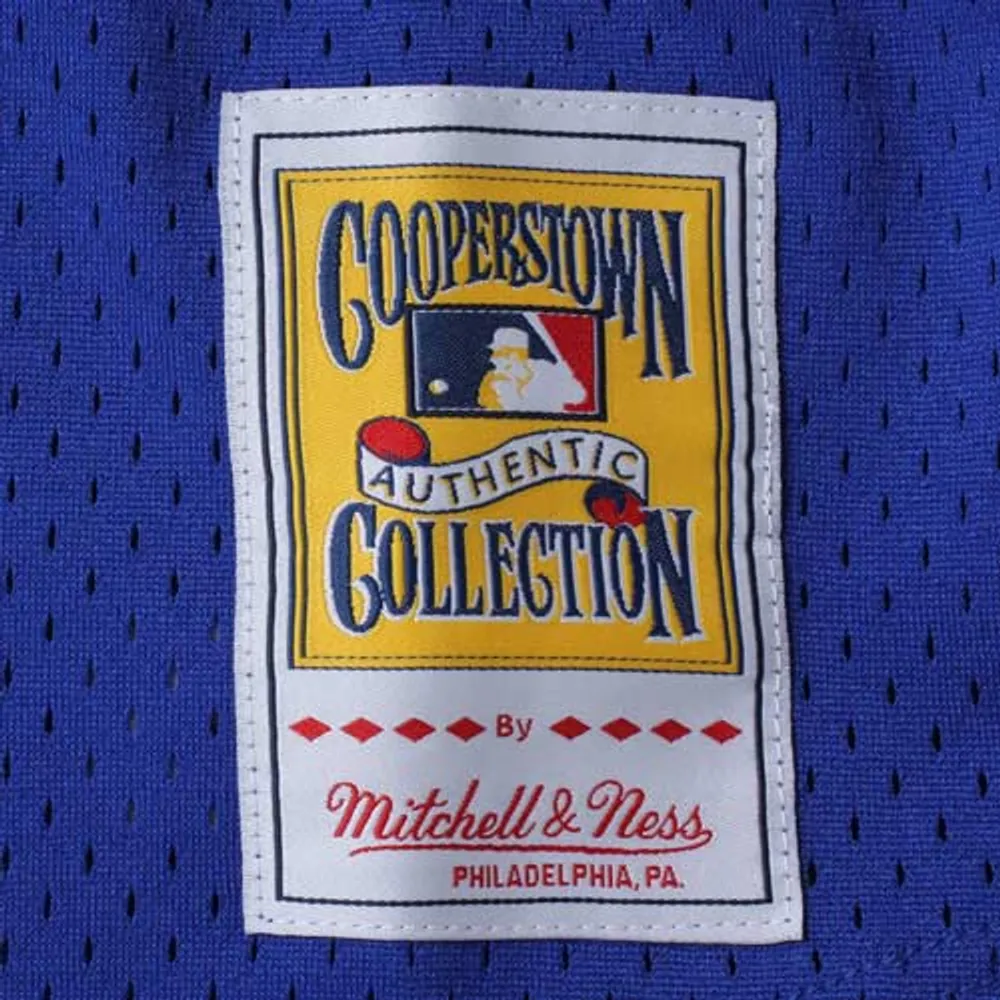 COOPERSTOWN
AUTHENTIC
COLLECTION
By
Mitchell & Ness
PHILADELPHIA, PA.